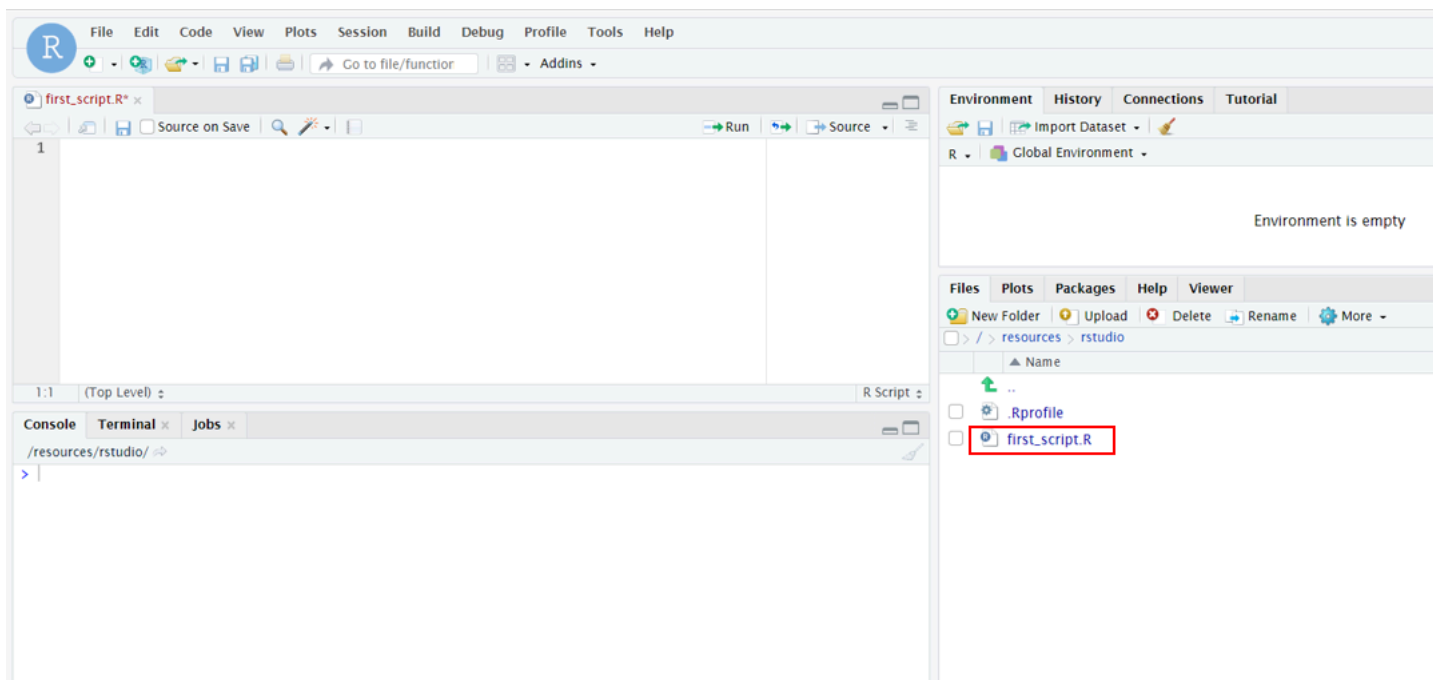 R
File Edit Code View Plots Session Build Debug Profile Tools Help
Go to file/function Addins
first_script.R*
Source on Save Run Source
1
1:1 (Top Level) R Script
Console Terminal Jobs
/resources/rstudio/
>
Environment History Connections Tutorial
Import Dataset
R Global Environment
Environment is empty
Files Plots Packages Help Viewer
New Folder Upload Delete Rename More
/ resources rstudio
Name
..
.Rprofile
first_script.R